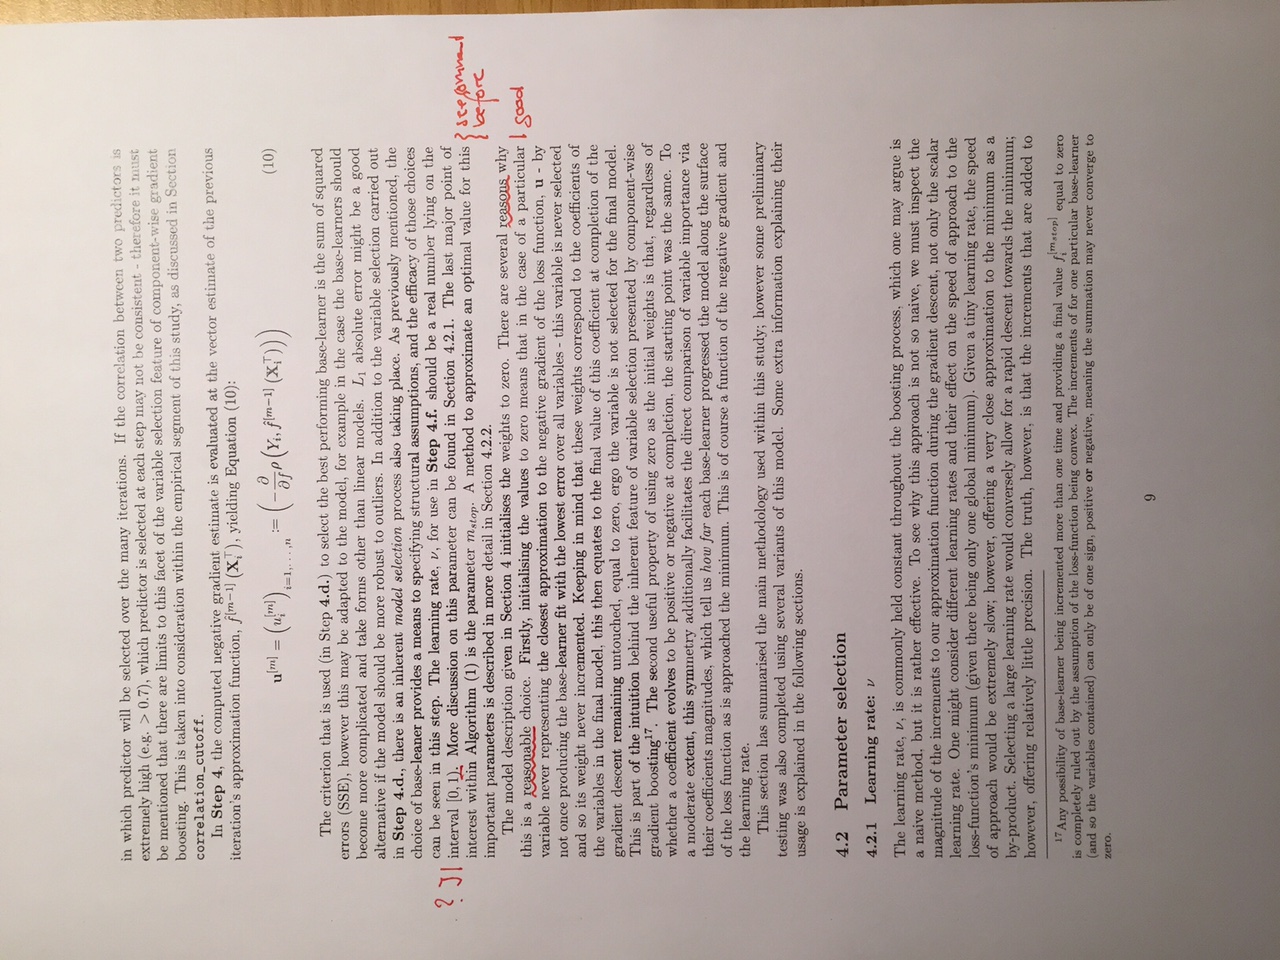 in which predictor will be selected over the many iterations. If the correlation between two predictors is
extremely high (e.g. > 0.7), which predictor is selected at each step may not be consistent - therefore it must
be mentioned that there are limits to this facet of the variable selection feature of component-wise gradient
boosting. This is taken into consideration within the empirical segment of this study, as discussed in Section
correlation_cutoff.
In Step 4, the computed negative gradient estimate is evaluated at the vector estimate of the previous
iteration's approximation function, f̂^[m−1] (X_i^⊤), yielding Equation (10):
u^[m] = (u_i^[m])_{i=1,...,n} := (−∂/∂f ρ (Y_i, f̂^[m−1] (X_i^⊤))) (10)
The criterion that is used (in Step 4.d.) to select the best performing base-learner is the sum of squared
errors (SSE), however this may be adapted to the model, for example in the case the base-learners should
become more complicated and take forms other than linear models. L₁ absolute error might be a good
alternative if the model should be more robust to outliers. In addition to the variable selection carried out
in Step 4.d., there is an inherent model selection process also taking place. As previously mentioned, the
choice of base-leaner provides a means to specifying structural assumptions, and the efficacy of those choices
can be seen in this step. The learning rate, ν, for use in Step 4.f. should be a real number lying on the
? ]| interval [0, 1). More discussion on this parameter can be found in Section 4.2.1. The last major point of
interest within Algorithm (1) is the parameter m_stop. A method to approximate an optimal value for this see command
important parameters is described in more detail in Section 4.2.2. before
The model description given in Section 4 initialises the weights to zero. There are several reasons why
this is a reasonable choice. Firstly, initialising the values to zero means that in the case of a particular | good
variable never representing the closest approximation to the negative gradient of the loss function, u - by
not once producing the base-learner fit with the lowest error over all variables - this variable is never selected
and so its weight never incremented. Keeping in mind that these weights correspond to the coefficients of
the variables in the final model, this then equates to the final value of this coefficient at completion of the
gradient descent remaining untouched, equal to zero, ergo the variable is not selected for the final model.
This is part of the intuition behind the inherent feature of variable selection presented by component-wise
gradient boosting¹⁷. The second useful property of using zero as the initial weights is that, regardless of
whether a coefficient evolves to be positive or negative at completion, the starting point was the same. To
a moderate extent, this symmetry additionally facilitates the direct comparison of variable importance via
their coefficients magnitudes, which tell us how far each base-learner progressed the model along the surface
of the loss function as is approached the minimum. This is of course a function of the negative gradient and
the learning rate.
This section has summarised the main methodology used within this study; however some preliminary
testing was also completed using several variants of this model. Some extra information explaining their
usage is explained in the following sections.
4.2 Parameter selection
4.2.1 Learning rate: ν
The learning rate, ν, is commonly held constant throughout the boosting process, which one may argue is
a naive method, but it is rather effective. To see why this approach is not so naive, we must inspect the
magnitude of the increments to our approximation function during the gradient descent, not only the scalar
learning rate. One might consider different learning rates and their effect on the speed of approach to the
loss-function's minimum (given there being only one global minimum). Given a tiny learning rate, the speed
of approach would be extremely slow; however, offering a very close approximation to the minimum as a
by-product. Selecting a large learning rate would conversely allow for a rapid descent towards the minimum;
however, offering relatively little precision. The truth, however, is that the increments that are added to
¹⁷Any possibility of base-learner being incremented more than one time and providing a final value f_i^[m_stop] equal to zero
is completely ruled out by the assumption of the loss-function being convex. The increments of for one particular base-learner
(and so the variables contained) can only be of one sign, positive or negative, meaning the summation may never converge to
zero.
9